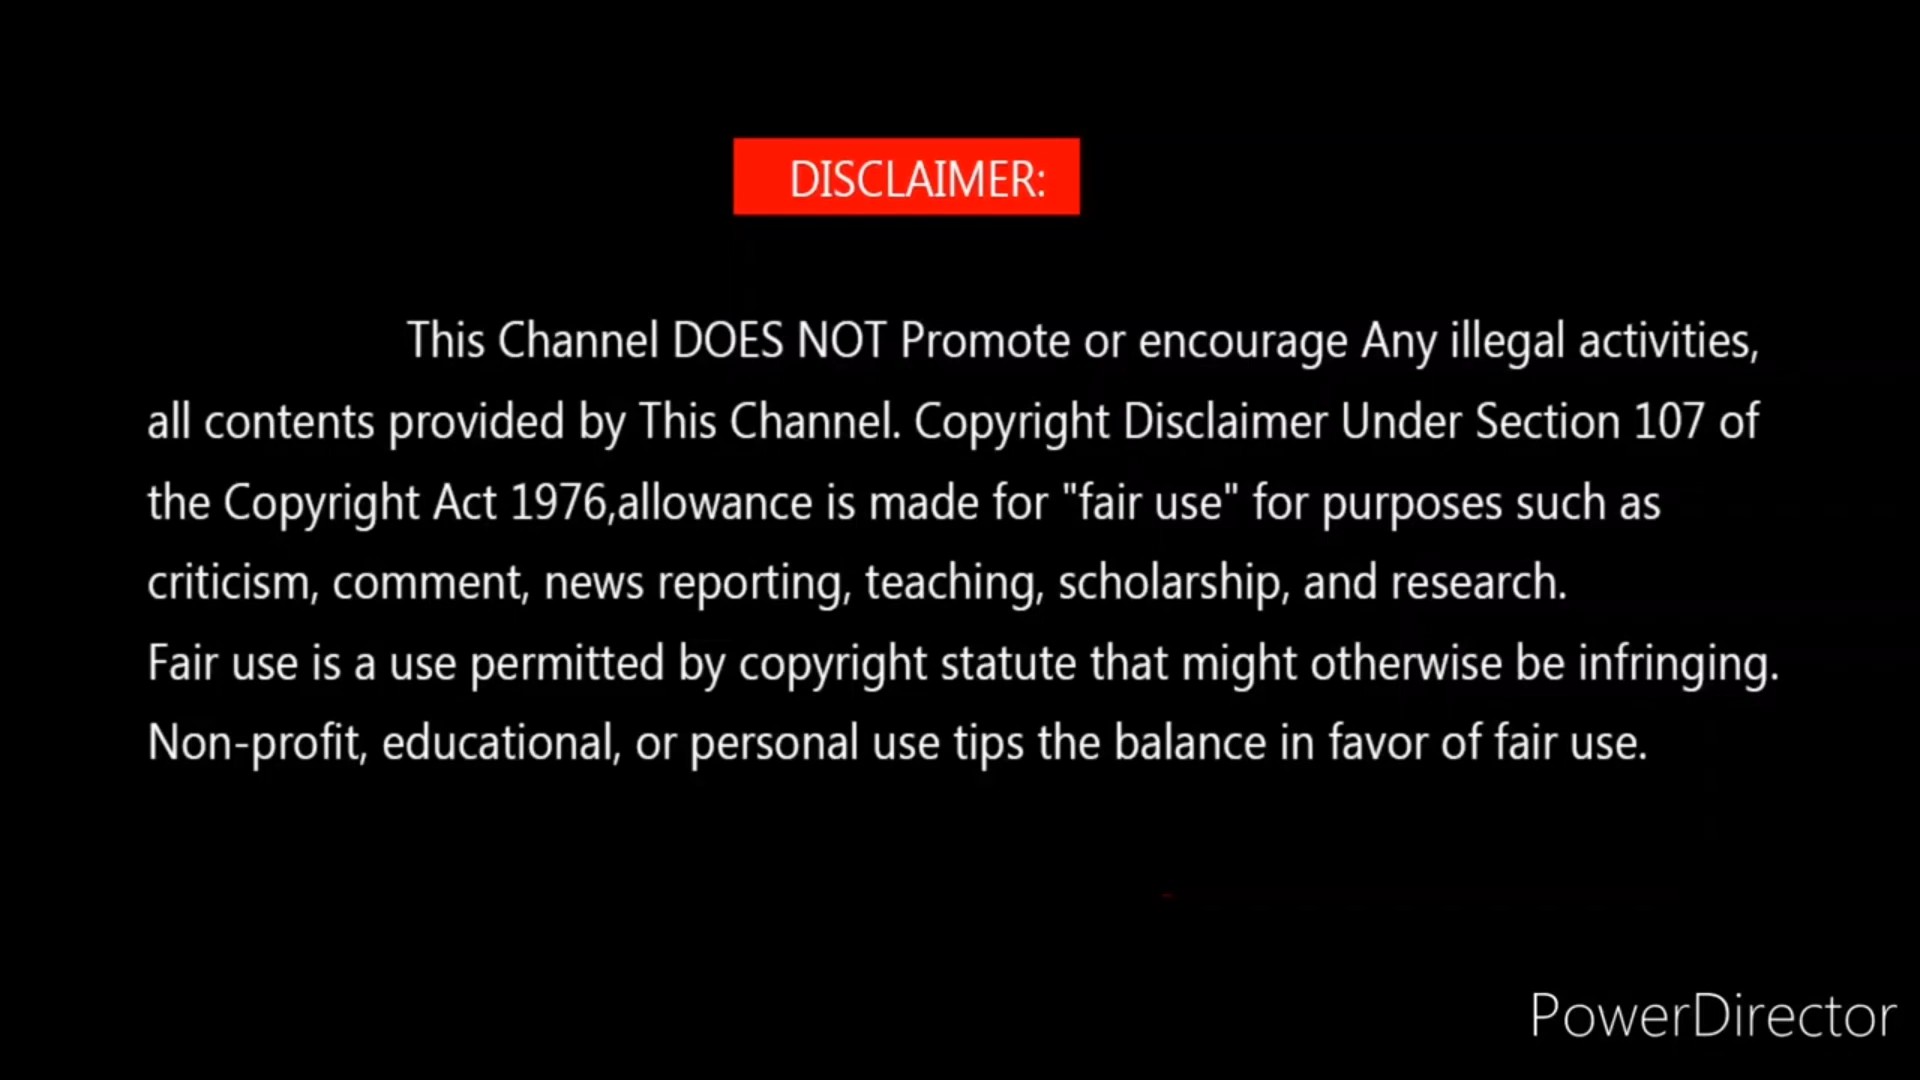 DISCLAIMER:
This Channel DOES NOT Promote or encourage Any illegal activities,
all contents provided by This Channel. Copyright Disclaimer Under Section 107 of
the Copyright Act 1976,allowance is made for "fair use" for purposes such as
criticism, comment, news reporting, teaching, scholarship, and research.
Fair use is a use permitted by copyright statute that might otherwise be infringing.
Non-profit, educational, or personal use tips the balance in favor of fair use.
PowerDirector